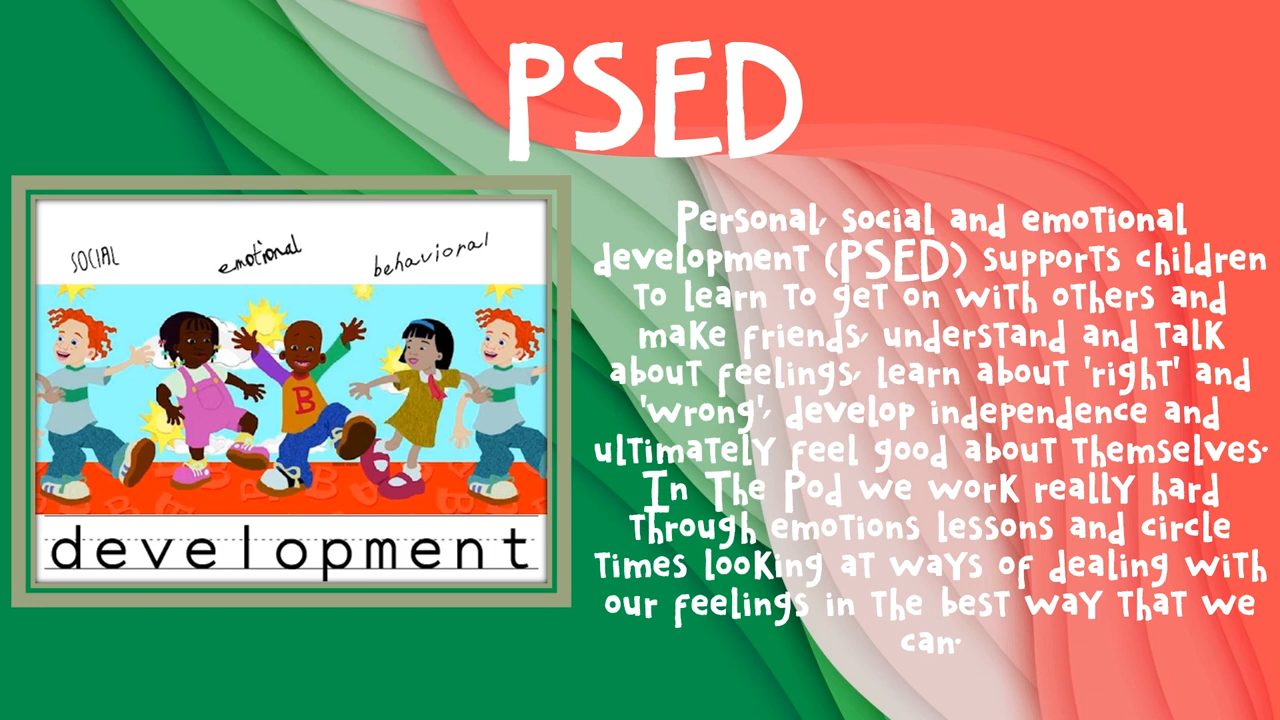 PSED
SOCIAL emotional behavioral
B
development
Personal, social and emotional
development (PSED) supports children
to learn to get on with others and
make friends, understand and talk
about feelings, learn about 'right' and
'wrong', develop independence and
ultimately feel good about themselves.
In The Pod we work really hard
through emotions lessons and circle
times looking at ways of dealing with
our feelings in the best way that we
can.